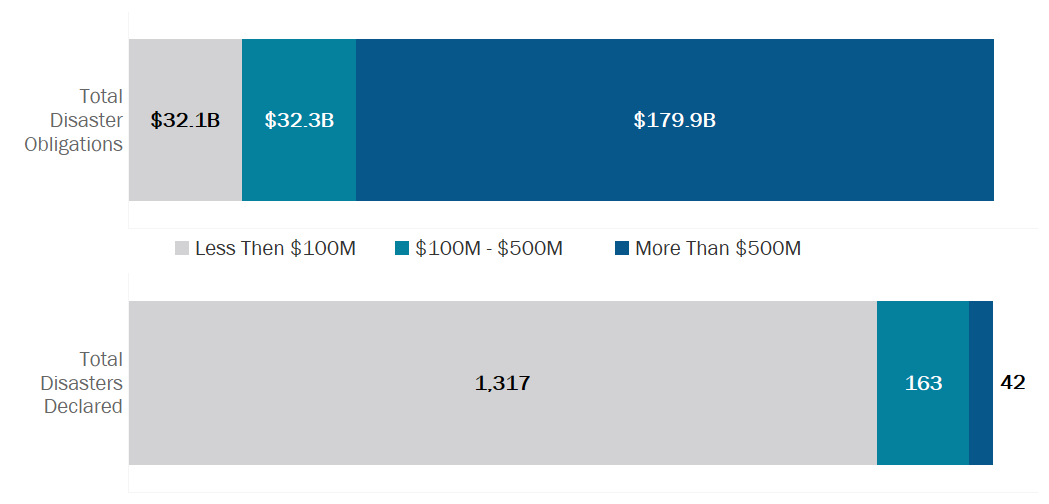 Total
Disaster
Obligations
$32.1B
$32.3B
$179.9B
Less Then $100M
$100M - $500M
More Than $500M
Total
Disasters
Declared
1,317
163
42